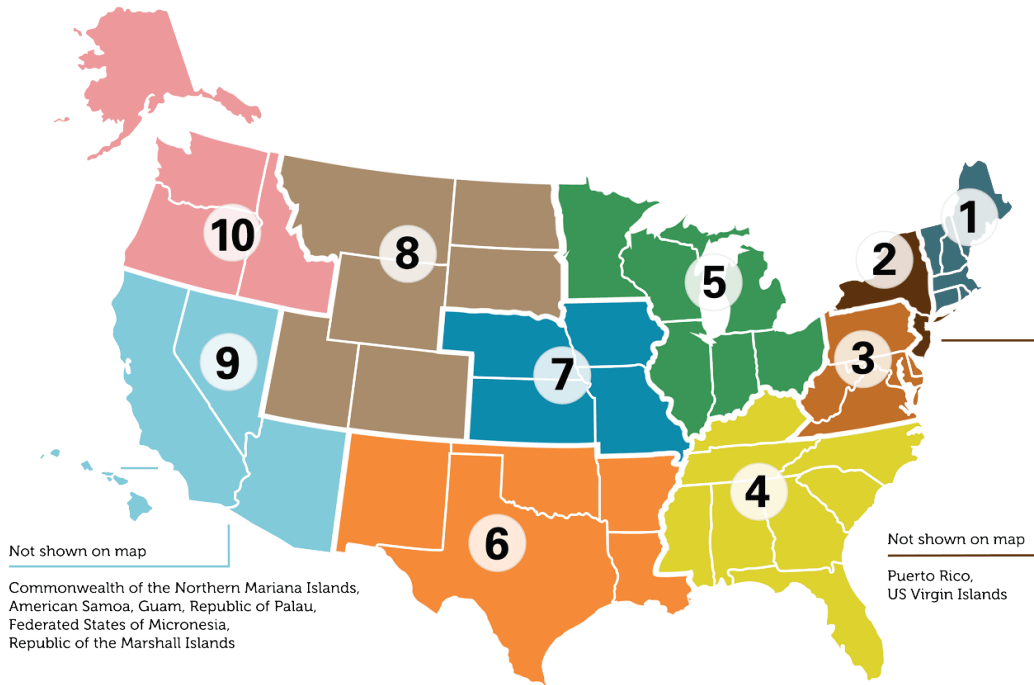 1
2
10
8
5
3
9
7
4
6
Not shown on map
Commonwealth of the Northern Mariana Islands,
American Samoa, Guam, Republic of Palau,
Federated States of Micronesia,
Republic of the Marshall Islands
Not shown on map
Puerto Rico,
US Virgin Islands